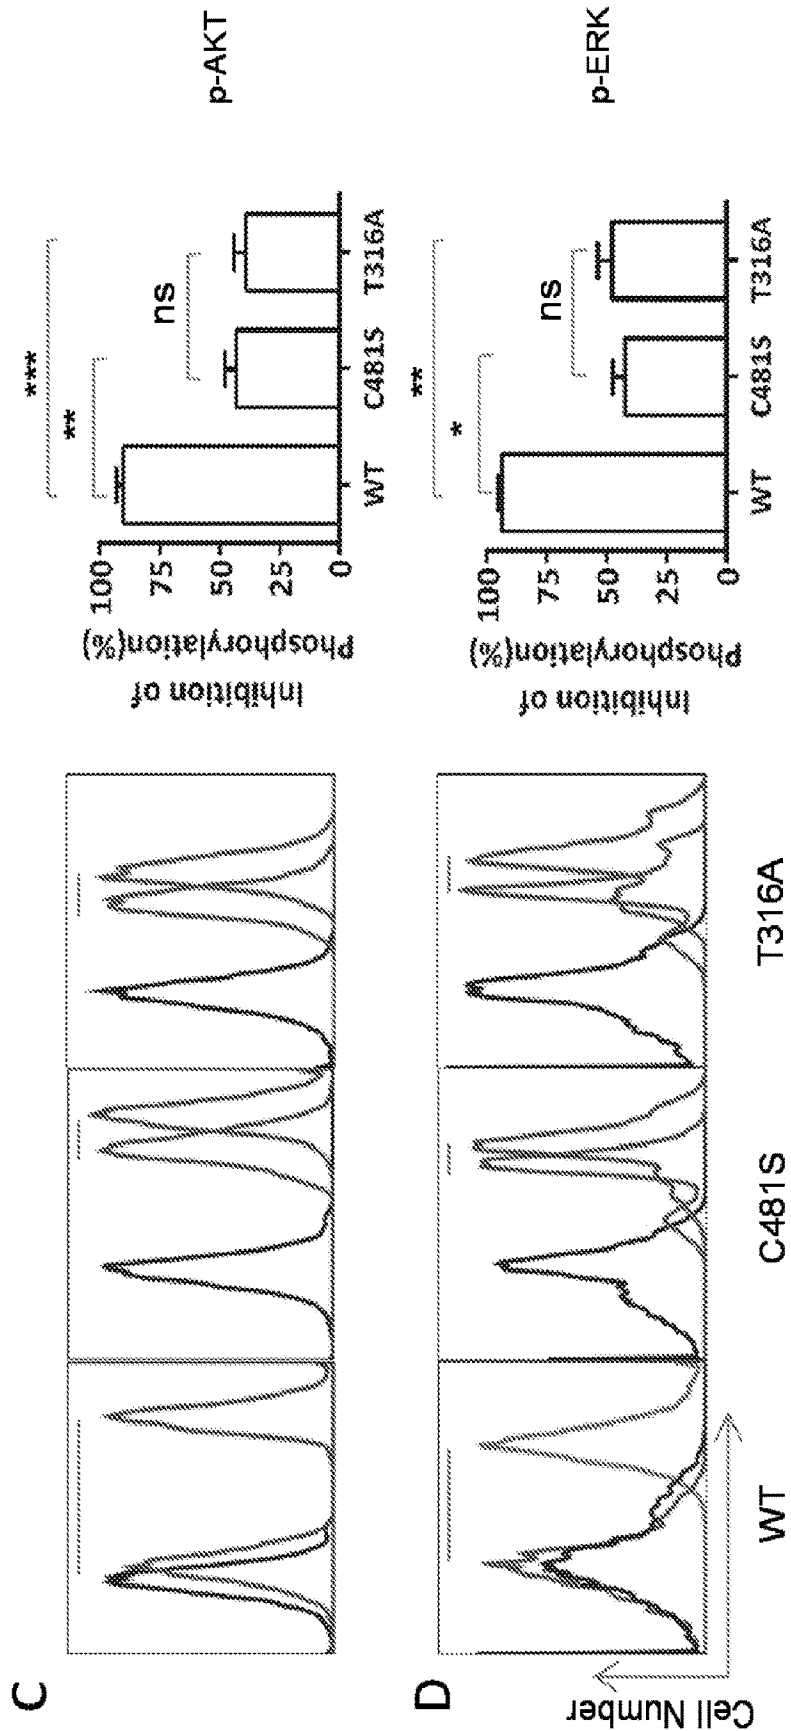 C
Inhibition of
Phosphorylation(%)
100
75
50
25
0
***
**
ns
WT
C481S
T316A
p-AKT
D
Cell Number
WT
C481S
T316A
Inhibition of
Phosphorylation(%)
100
75
50
25
0
**
*
ns
WT
C481S
T316A
p-ERK